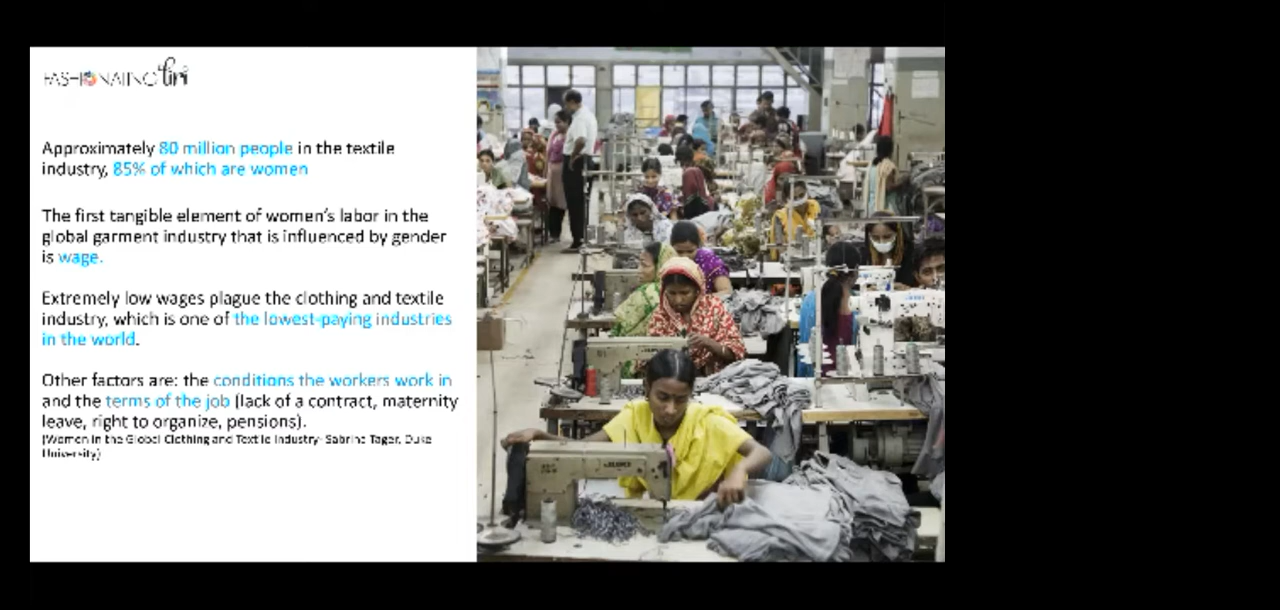 FASHIONATING
Approximately 80 million people in the textile
industry, 85% of which are women
The first tangible element of women's labor in the
global garment industry that is influenced by gender
is wage.
Extremely low wages plague the clothing and textile
industry, which is one of the lowest-paying industries
in the world.
Other factors are: the conditions the workers work in
and the terms of the job (lack of a contract, maternity
leave, right to organize, pensions).
(Women in the Global Clothing and Textile Industry- Sabrina Tager, Duke
University)
JUKI